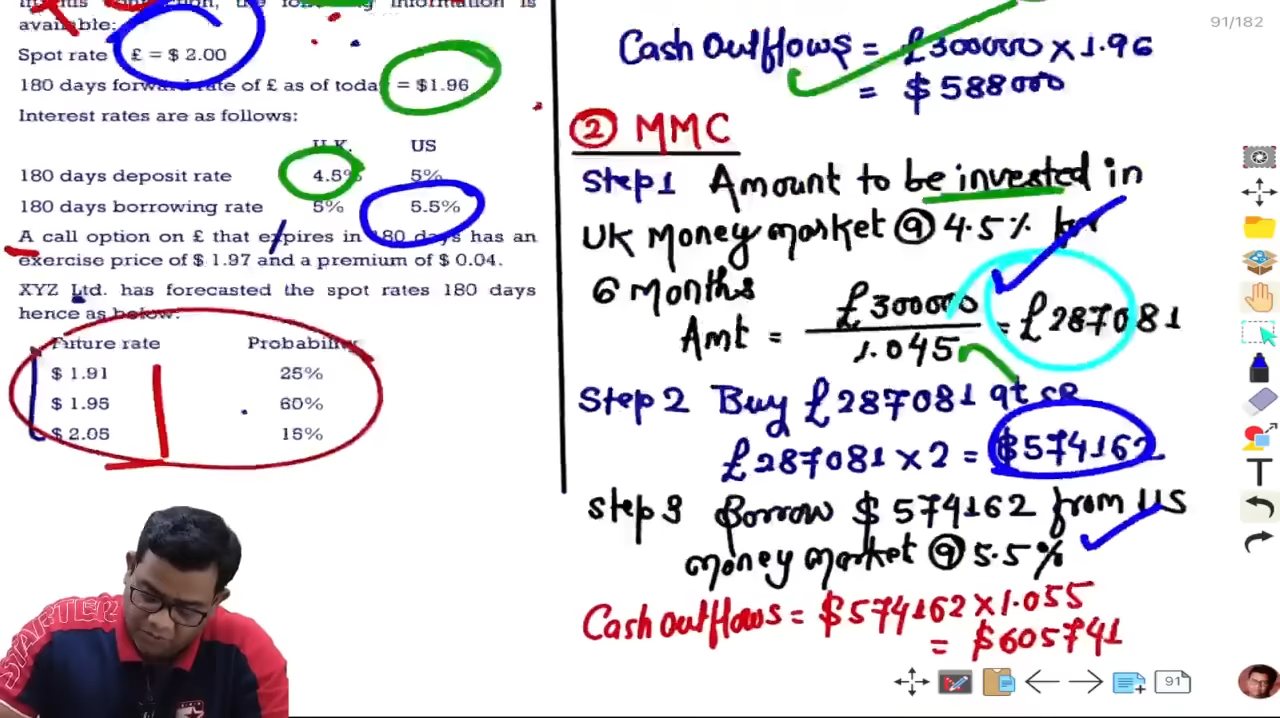 available:
Spot rate £ = $ 2.00
180 days forward rate of £ as of today = $1.96
Interest rates are as follows:
U.K. US
180 days deposit rate 4.5% 5%
180 days borrowing rate 5% 5.5%
A call option on £ that expires in 180 days has an
exercise price of $ 1.97 and a premium of $ 0.04.
XYZ Ltd. has forecasted the spot rates 180 days
hence as below:
Future rate Probability
$ 1.91 25%
$ 1.95 60%
$ 2.05 15%
STARTER
91/182
Cash Outflows = £300000 x 1.96
= $ 588000
② MMC
Step 1 Amount to be invested in
UK Money market @ 4.5% for
6 Months
Amt = £300000 / 1.045 = £287081
Step 2 Buy £287081 at SR
£287081 x 2 = $574162
Step 3 Borrow $ 574162 from US
money market @ 5.5%
Cash outflows = $574162 x 1.055
= $605741
T
91